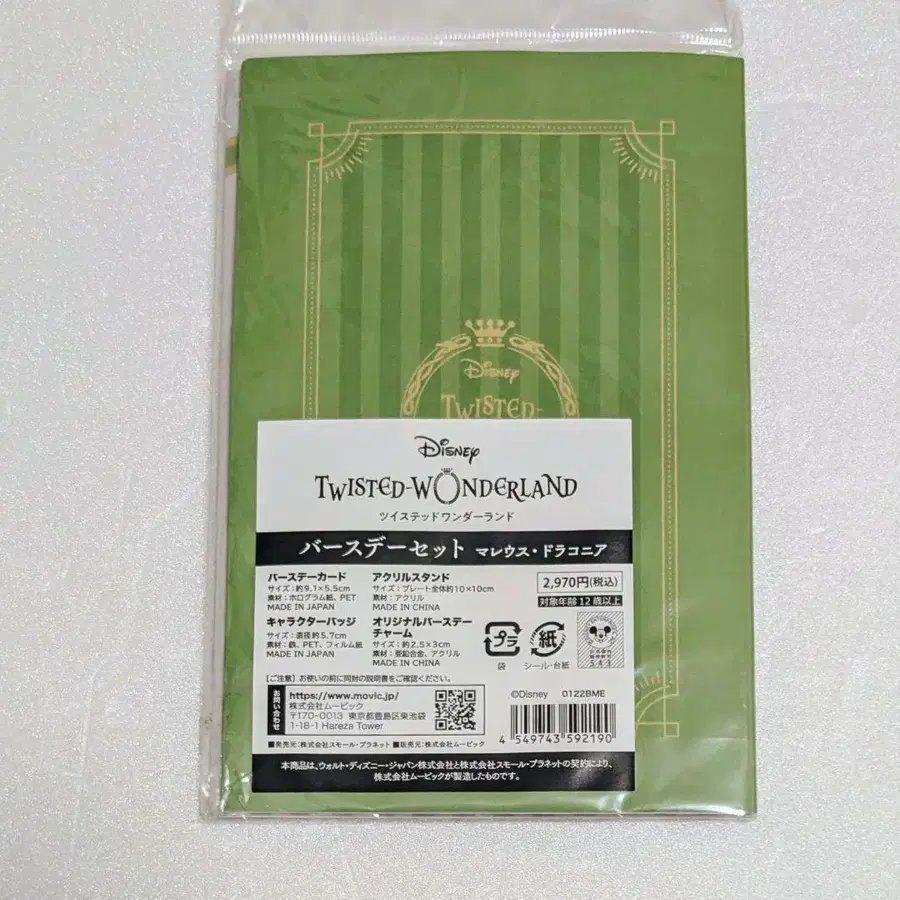 Disney
TWISTED-
Disney
TWISTED-WONDERLAND
ツイステッドワンダーランド
バースデーセット マレウス・ドラコニア
バースデーカード
サイズ：約9.1×5.5cm
素材：ホログラム紙、PET
MADE IN JAPAN
アクリルスタンド
サイズ：プレート全体約10×10cm
素材：アクリル
MADE IN CHINA
2,970円(税込)
対象年齢12歳以上
キャラクターバッジ
サイズ：直径約5.7cm
素材：鉄、PET、フィルム紙
MADE IN JAPAN
オリジナルバースデー
チャーム
サイズ：約2.5×3cm
素材：亜鉛合金、アクリル
MADE IN CHINA
プラ
袋
紙
シール・台紙
［ご注意］お使いの前に同封の説明書をご確認ください。
お問い合わせ
https://www.movic.jp/
株式会社ムービック
〒170-0013 東京都豊島区東池袋
1-18-1 Hareza Tower
©Disney 0122BME
4 549743 592190
■発売元：株式会社スモール・プラネット ■販売元：株式会社ムービック
本商品は、ウォルト・ディズニー・ジャパン株式会社と株式会社スモール・プラネットの契約により、
株式会社ムービックが製造したものです。